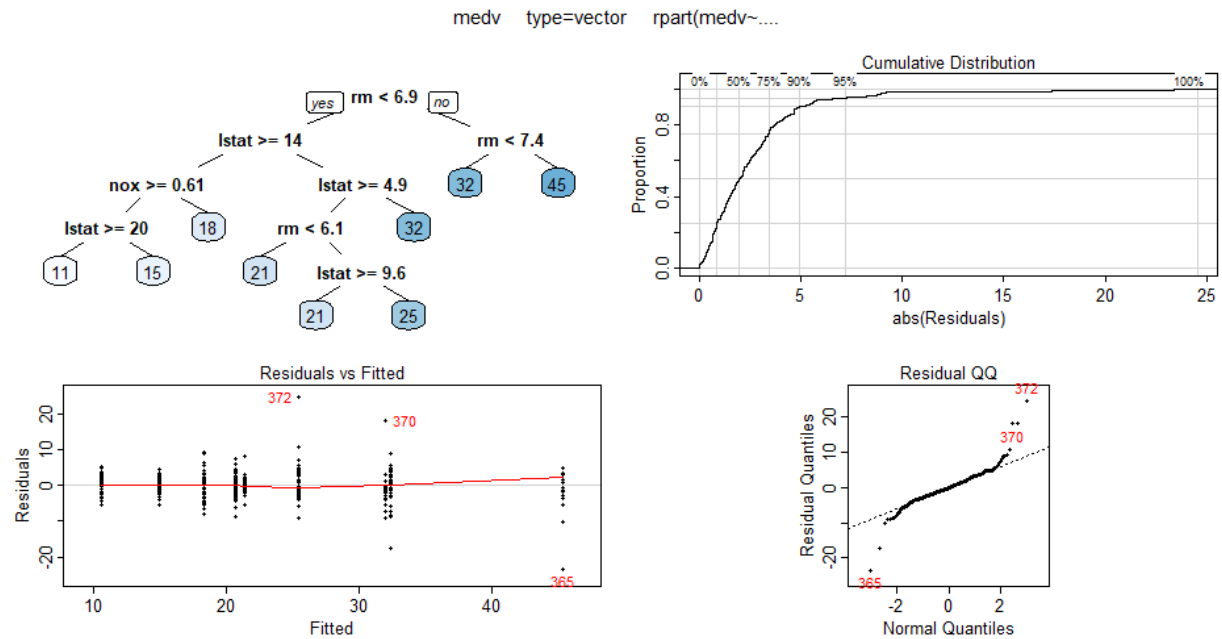 medv type=vector rpart(medv~....
yes rm < 6.9 no
lstat >= 14 rm < 7.4
nox >= 0.61 lstat >= 4.9 32 45
lstat >= 20 18 rm < 6.1 32
11 15 21 lstat >= 9.6
21 25
Cumulative Distribution
0% 50% 75% 90% 95% 100%
Proportion
0.8
0.4
0.0
0 5 10 15 20 25
abs(Residuals)
Residuals vs Fitted
Residuals
20
10
0
-20
372
370
365
10 20 30 40
Fitted
Residual QQ
Residual Quantiles
20
10
0
-20
372
370
365
-2 0 2
Normal Quantiles